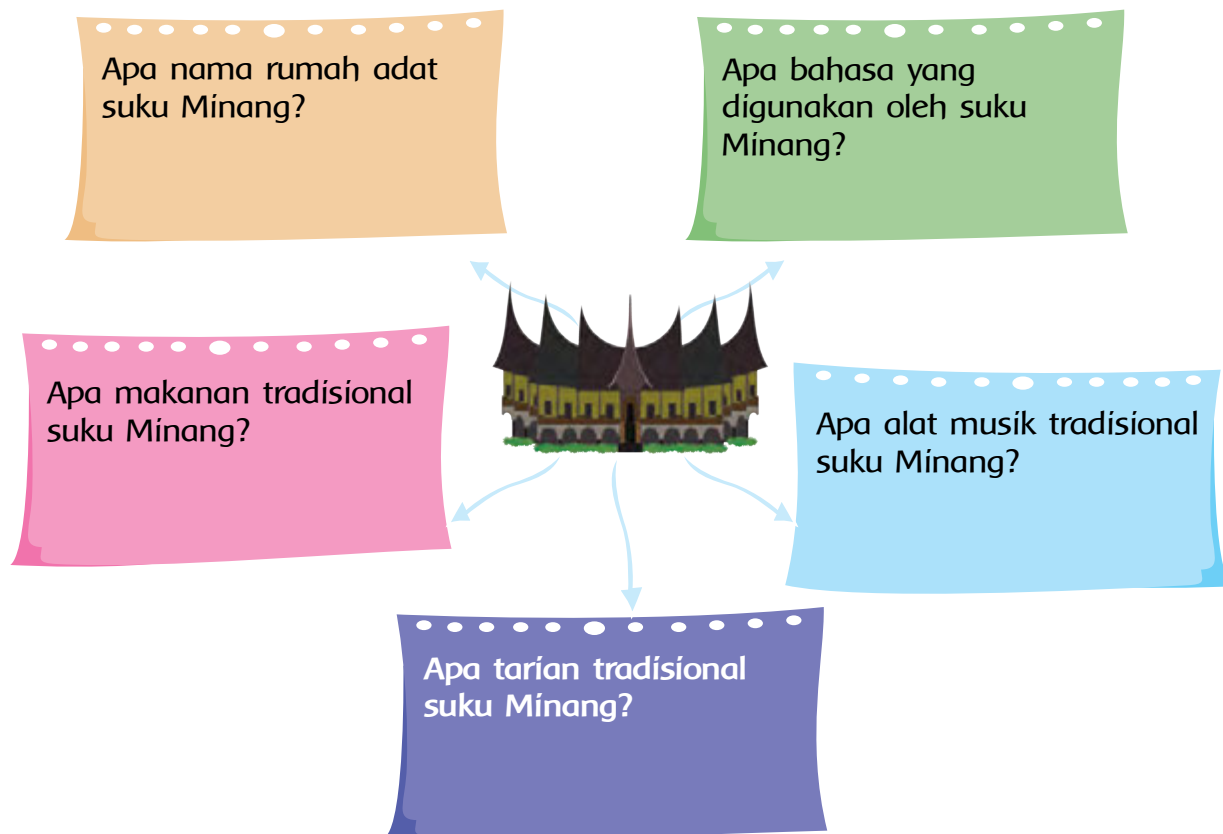 Apa nama rumah adat
suku Minang?
Apa bahasa yang
digunakan oleh suku
Minang?
Apa makanan tradisional
suku Minang?
Apa alat musik tradisional
suku Minang?
Apa tarian tradisional
suku Minang?